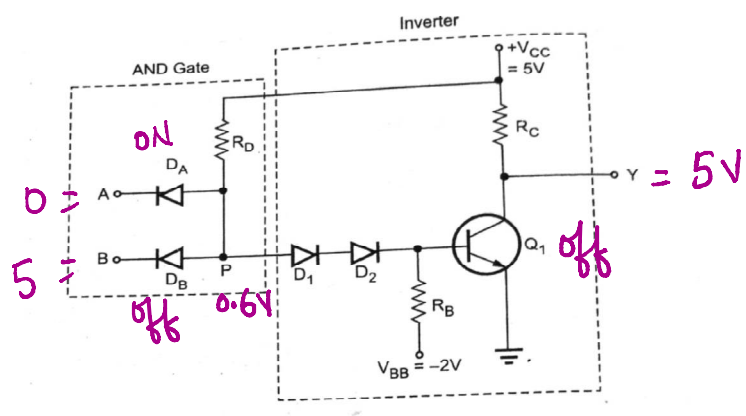 Inverter
+VCC
= 5V
AND Gate
RD
RC
ON
DA
0 = A
Y = 5V
B
5 =
DB
P
D1
D2
Q1
off
off
0.6V
RB
VBB = -2V